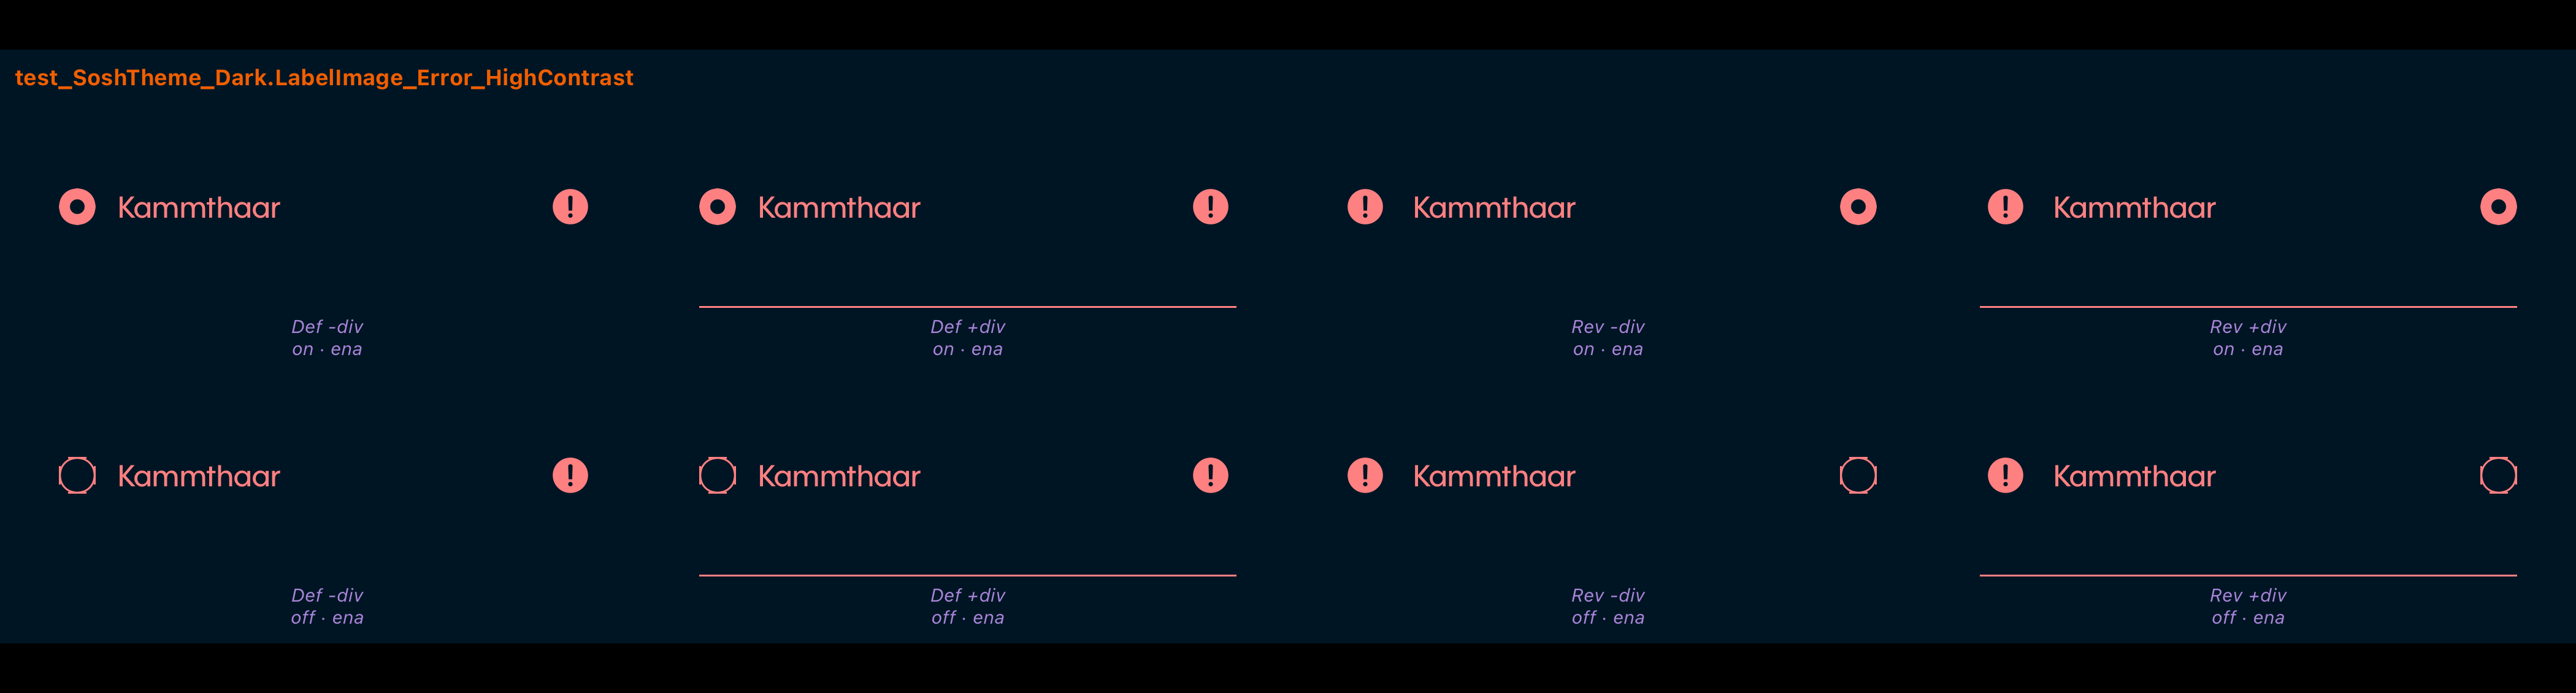 test_SoshTheme_Dark.LabelImage_Error_HighContrast
Kammthaar
Kammthaar
Kammthaar
Kammthaar
Def -div
on · ena
Def +div
on · ena
Rev -div
on · ena
Rev +div
on · ena
Kammthaar
Kammthaar
Kammthaar
Kammthaar
Def -div
off · ena
Def +div
off · ena
Rev -div
off · ena
Rev +div
off · ena